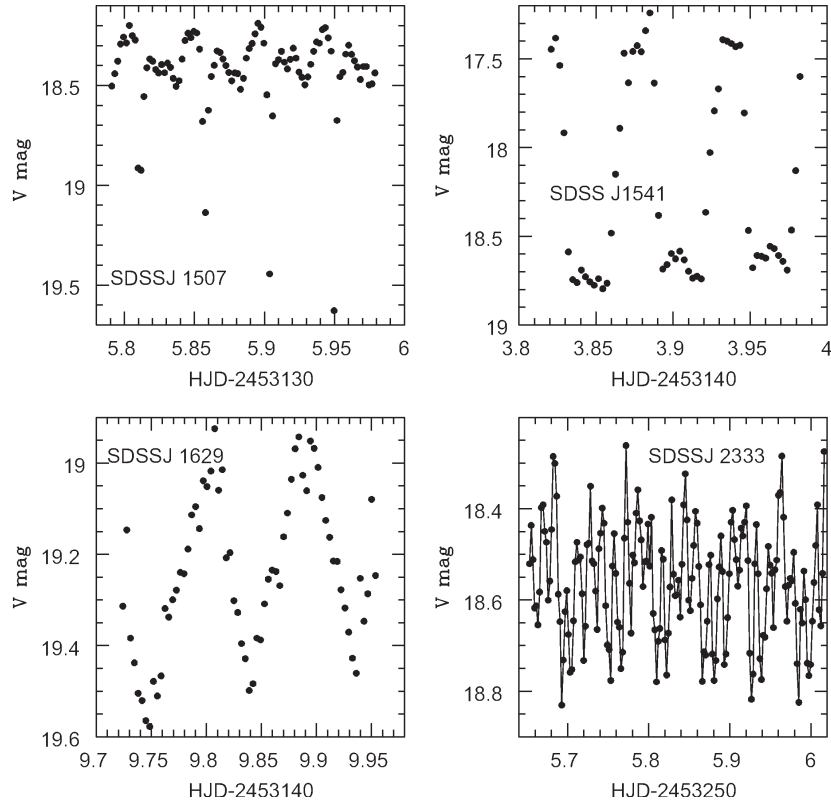 18.5
19
19.5
V mag
SDSSJ 1507
5.8 5.85 5.9 5.95 6
HJD-2453130
17.5
18
18.5
19
V mag
SDSS J1541
3.8 3.85 3.9 3.95 4
HJD-2453140
19
19.2
19.4
19.6
V mag
SDSSJ 1629
9.7 9.75 9.8 9.85 9.9 9.95
HJD-2453140
18.4
18.6
18.8
V mag
SDSSJ 2333
5.7 5.8 5.9 6
HJD-2453250